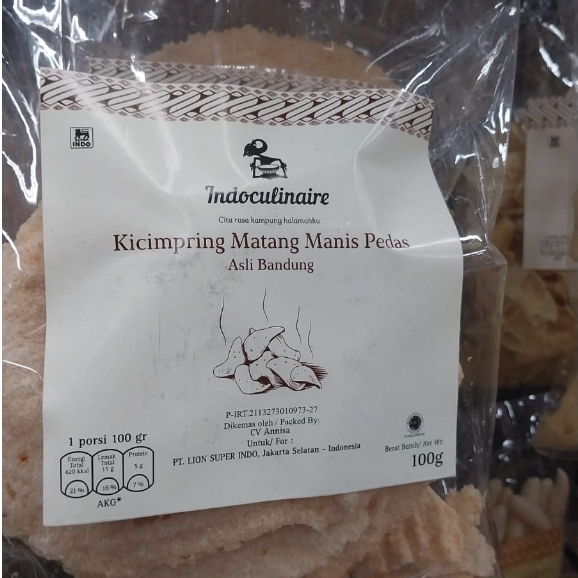 INDO
Indoculinaire
Cita rasa kampung halamanku
Kicimpring Matang Manis Pedas
Asli Bandung
P-IRT.2113273010973-27
Dikemas oleh / Packed By:
CV Annisa
Untuk/ For :
PT. LION SUPER INDO, Jakarta Selatan - Indonesia
1 porsi 100 gr
Energi Total 420 kkal 21 %
Lemak Total 15 g 16 %
Protein 5 g 7 %
AKG*
Berat Bersih/ Net Wt:
100g